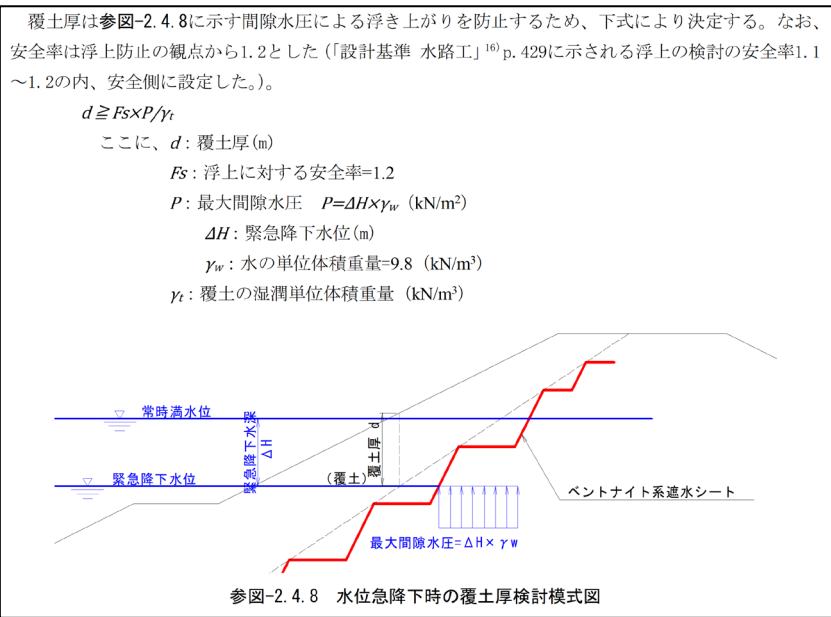 覆土厚は参図-2.4.8に示す間隙水圧による浮き上がりを防止するため、下式により決定する。なお、
安全率は浮上防止の観点から1.2とした(「設計基準 水路工」16) p.429に示される浮上の検討の安全率1.1
~1.2の内、安全側に設定した。)。
d≧Fs×P/γt
ここに、d:覆土厚(m)
Fs:浮上に対する安全率=1.2
P:最大間隙水圧 P=ΔH×γw (kN/m2)
ΔH:緊急降下水位(m)
γw:水の単位体積重量=9.8 (kN/m3)
γt:覆土の湿潤単位体積重量 (kN/m3)
常時満水位
緊急降下水深
ΔH
覆土厚 d
緊急降下水位
(覆土)
ベントナイト系遮水シート
最大間隙水圧=ΔH×γw
参図-2.4.8 水位急降下時の覆土厚検討模式図